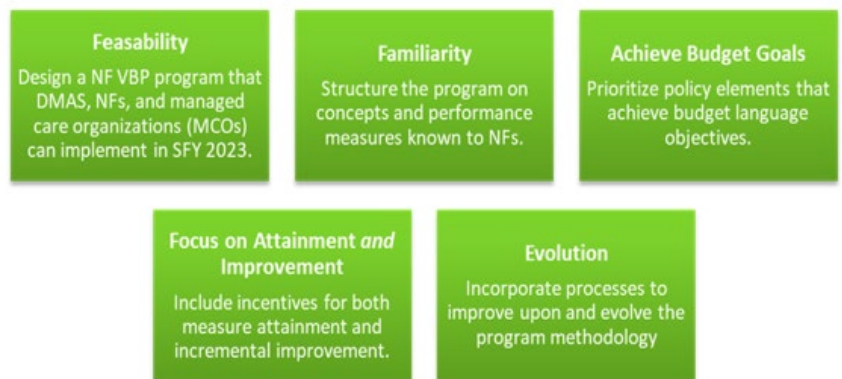 Feasability
Design a NF VBP program that
DMAS, NFs, and managed
care organizations (MCOs)
can implement in SFY 2023.
Familiarity
Structure the program on
concepts and performance
measures known to NFs.
Achieve Budget Goals
Prioritize policy elements that
achieve budget language
objectives.
Focus on Attainment and
Improvement
Include incentives for both
measure attainment and
incremental improvement.
Evolution
Incorporate processes to
improve upon and evolve the
program methodology